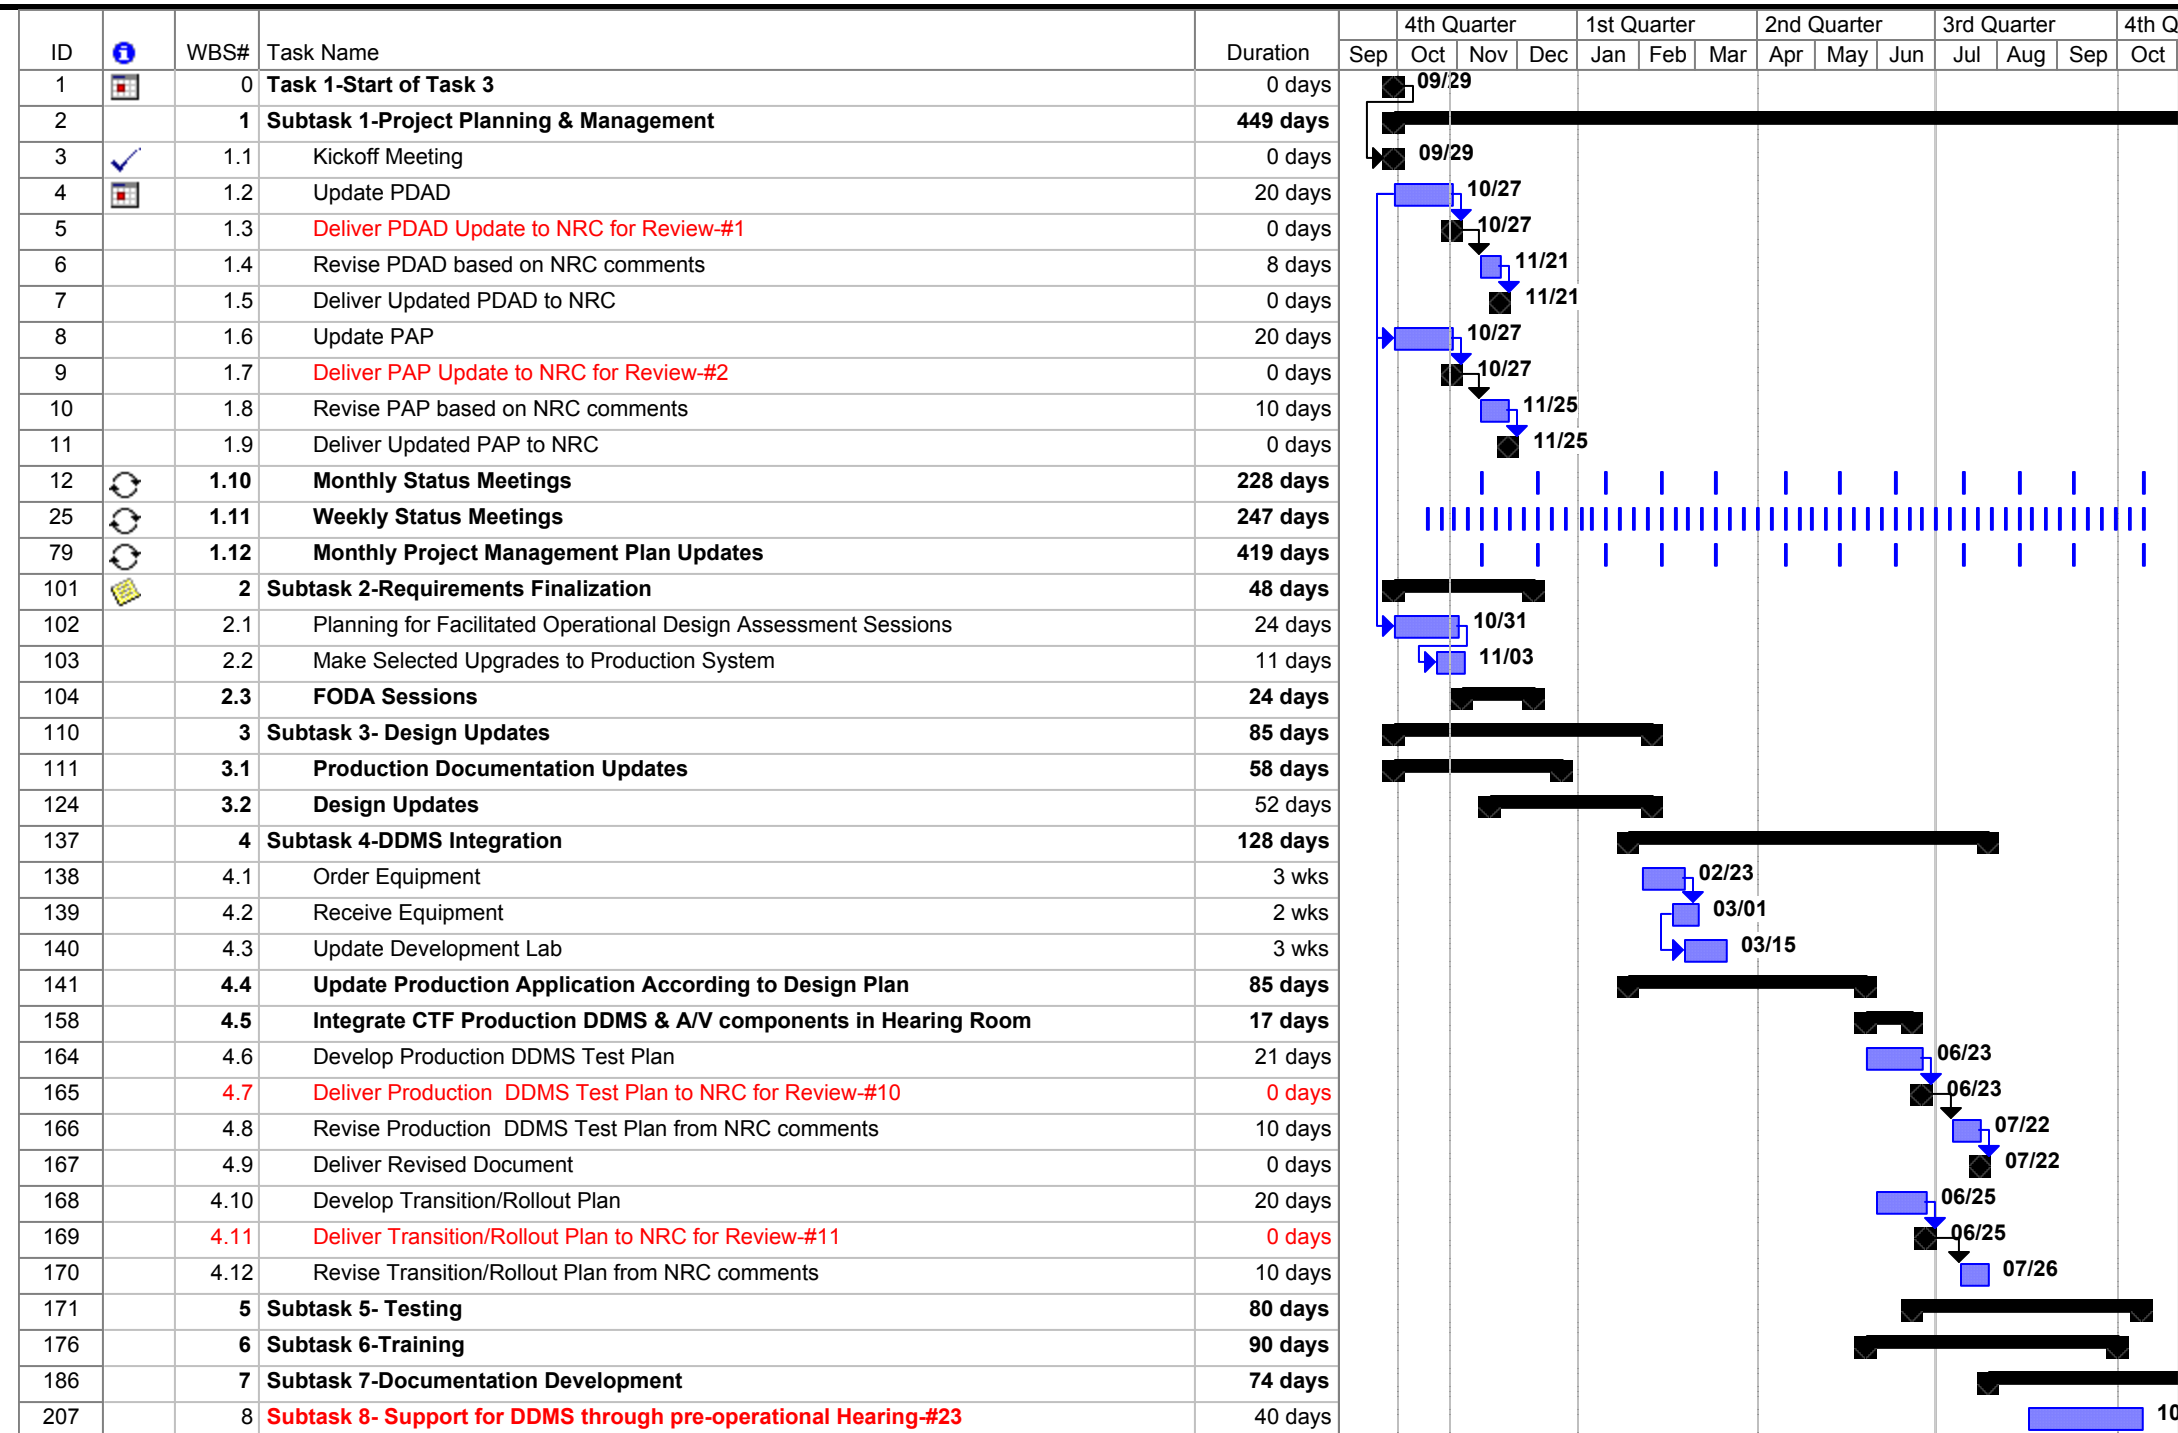 4th Quarter 1st Quarter 2nd Quarter 3rd Quarter 4th Q
ID WBS# Task Name Duration Sep Oct Nov Dec Jan Feb Mar Apr May Jun Jul Aug Sep Oct
1 0 Task 1-Start of Task 3 0 days 09/29
2 1 Subtask 1-Project Planning & Management 449 days
3 1.1 Kickoff Meeting 0 days 09/29
4 1.2 Update PDAD 20 days 10/27
5 1.3 Deliver PDAD Update to NRC for Review-#1 0 days 10/27
6 1.4 Revise PDAD based on NRC comments 8 days 11/21
7 1.5 Deliver Updated PDAD to NRC 0 days 11/21
8 1.6 Update PAP 20 days 10/27
9 1.7 Deliver PAP Update to NRC for Review-#2 0 days 10/27
10 1.8 Revise PAP based on NRC comments 10 days 11/25
11 1.9 Deliver Updated PAP to NRC 0 days 11/25
12 1.10 Monthly Status Meetings 228 days
25 1.11 Weekly Status Meetings 247 days
79 1.12 Monthly Project Management Plan Updates 419 days
101 2 Subtask 2-Requirements Finalization 48 days
102 2.1 Planning for Facilitated Operational Design Assessment Sessions 24 days 10/31
103 2.2 Make Selected Upgrades to Production System 11 days 11/03
104 2.3 FODA Sessions 24 days
110 3 Subtask 3- Design Updates 85 days
111 3.1 Production Documentation Updates 58 days
124 3.2 Design Updates 52 days
137 4 Subtask 4-DDMS Integration 128 days
138 4.1 Order Equipment 3 wks 02/23
139 4.2 Receive Equipment 2 wks 03/01
140 4.3 Update Development Lab 3 wks 03/15
141 4.4 Update Production Application According to Design Plan 85 days
158 4.5 Integrate CTF Production DDMS & A/V components in Hearing Room 17 days
164 4.6 Develop Production DDMS Test Plan 21 days 06/23
165 4.7 Deliver Production  DDMS Test Plan to NRC for Review-#10 0 days 06/23
166 4.8 Revise Production  DDMS Test Plan from NRC comments 10 days 07/22
167 4.9 Deliver Revised Document 0 days 07/22
168 4.10 Develop Transition/Rollout Plan 20 days 06/25
169 4.11 Deliver Transition/Rollout Plan to NRC for Review-#11 0 days 06/25
170 4.12 Revise Transition/Rollout Plan from NRC comments 10 days 07/26
171 5 Subtask 5- Testing 80 days
176 6 Subtask 6-Training 90 days
186 7 Subtask 7-Documentation Development 74 days
207 8 Subtask 8- Support for DDMS through pre-operational Hearing-#23 40 days 10